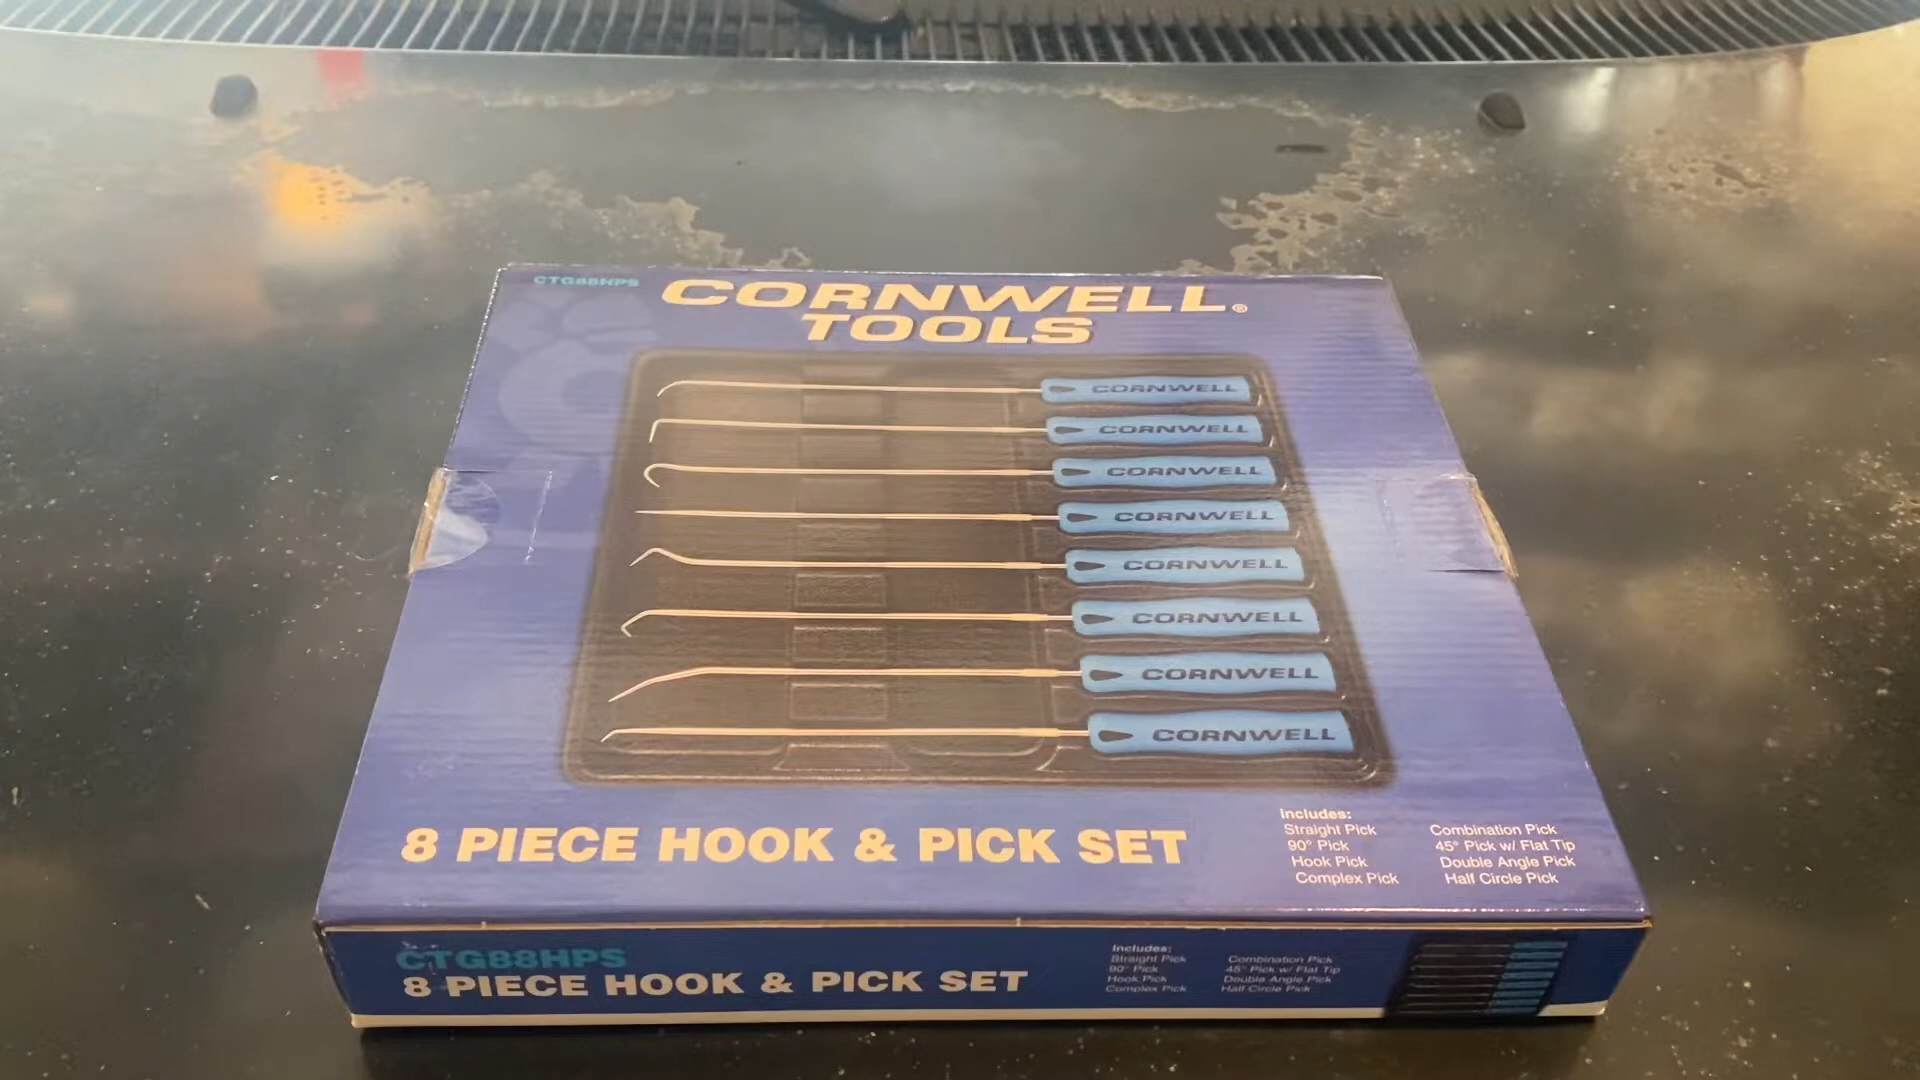 CTG88HPS
CORNWELL®
TOOLS
CORNWELL
CORNWELL
CORNWELL
CORNWELL
CORNWELL
CORNWELL
CORNWELL
CORNWELL
8 PIECE HOOK & PICK SET
Includes:
Straight Pick
90° Pick
Hook Pick
Complex Pick
Combination Pick
45° Pick w/ Flat Tip
Double Angle Pick
Half Circle Pick
CTG88HPS
8 PIECE HOOK & PICK SET
Includes:
Straight Pick
90° Pick
Hook Pick
Complex Pick
Combination Pick
45° Pick w/ Flat Tip
Double Angle Pick
Half Circle Pick